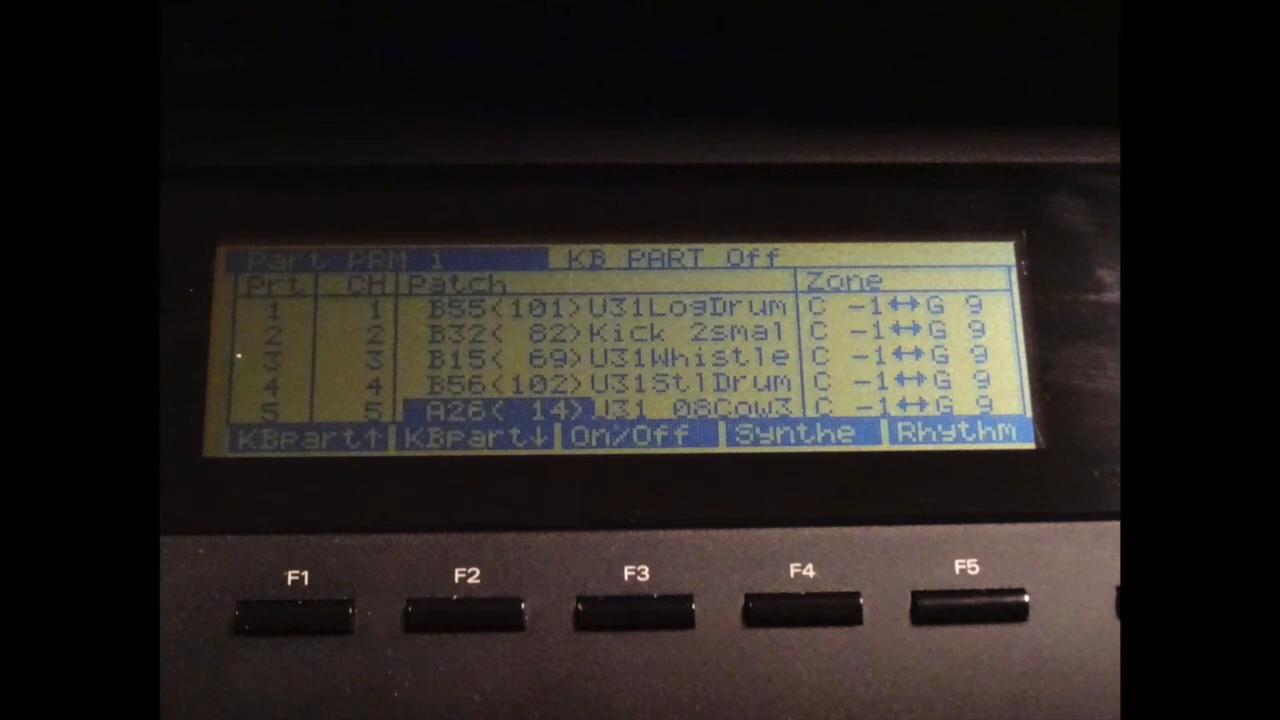 Part PRM 1 KB PART Off
Prt CH Patch Zone
1 1 B55(101)U31LogDrum C -1↔G 9
2 2 B32( 82)Kick 2smal C -1↔G 9
3 3 B15( 69)U31Whistle C -1↔G 9
4 4 B56(102)U31StlDrum C -1↔G 9
5 5 A26( 14)U31 08Cow3 C -1↔G 9
KBpart↑ KBpart↓ On/Off Synthe Rhythm
F1 F2 F3 F4 F5